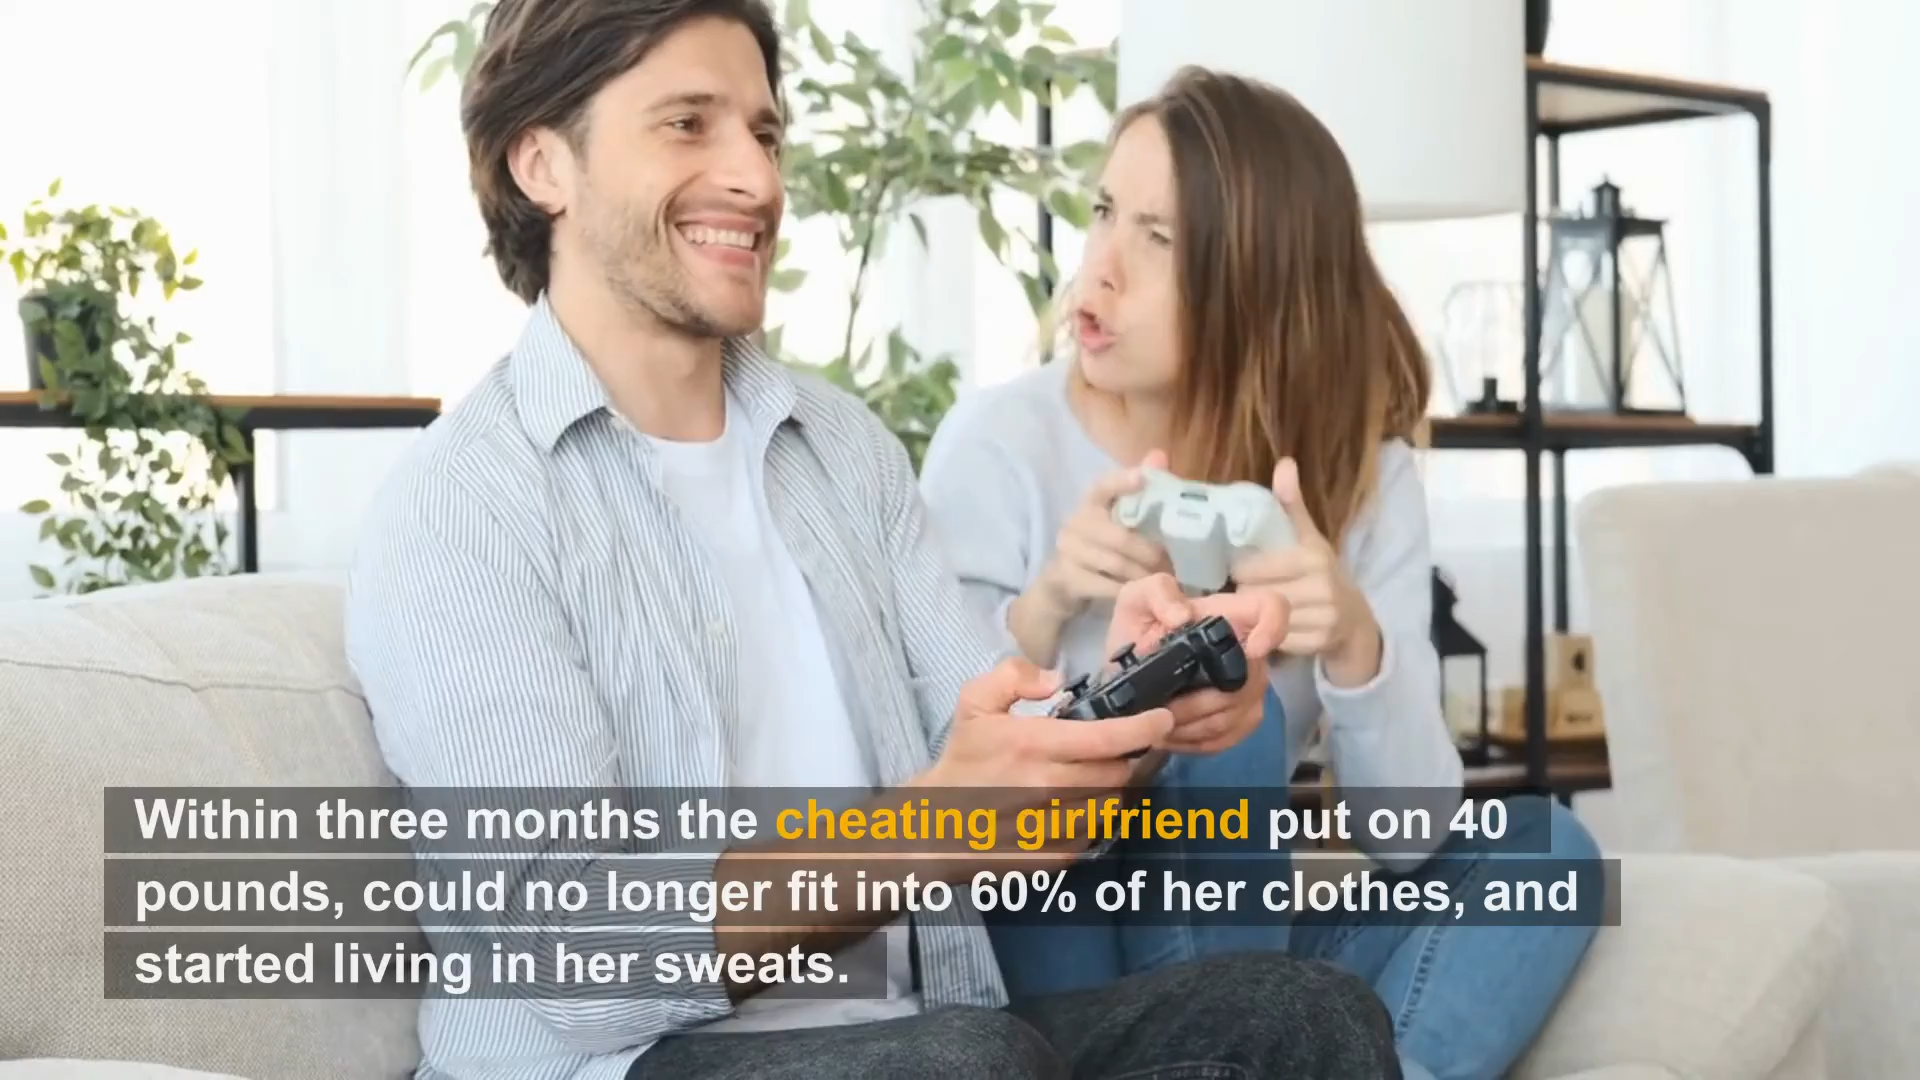 Within three months the cheating girlfriend put on 40
pounds, could no longer fit into 60% of her clothes, and
started living in her sweats.